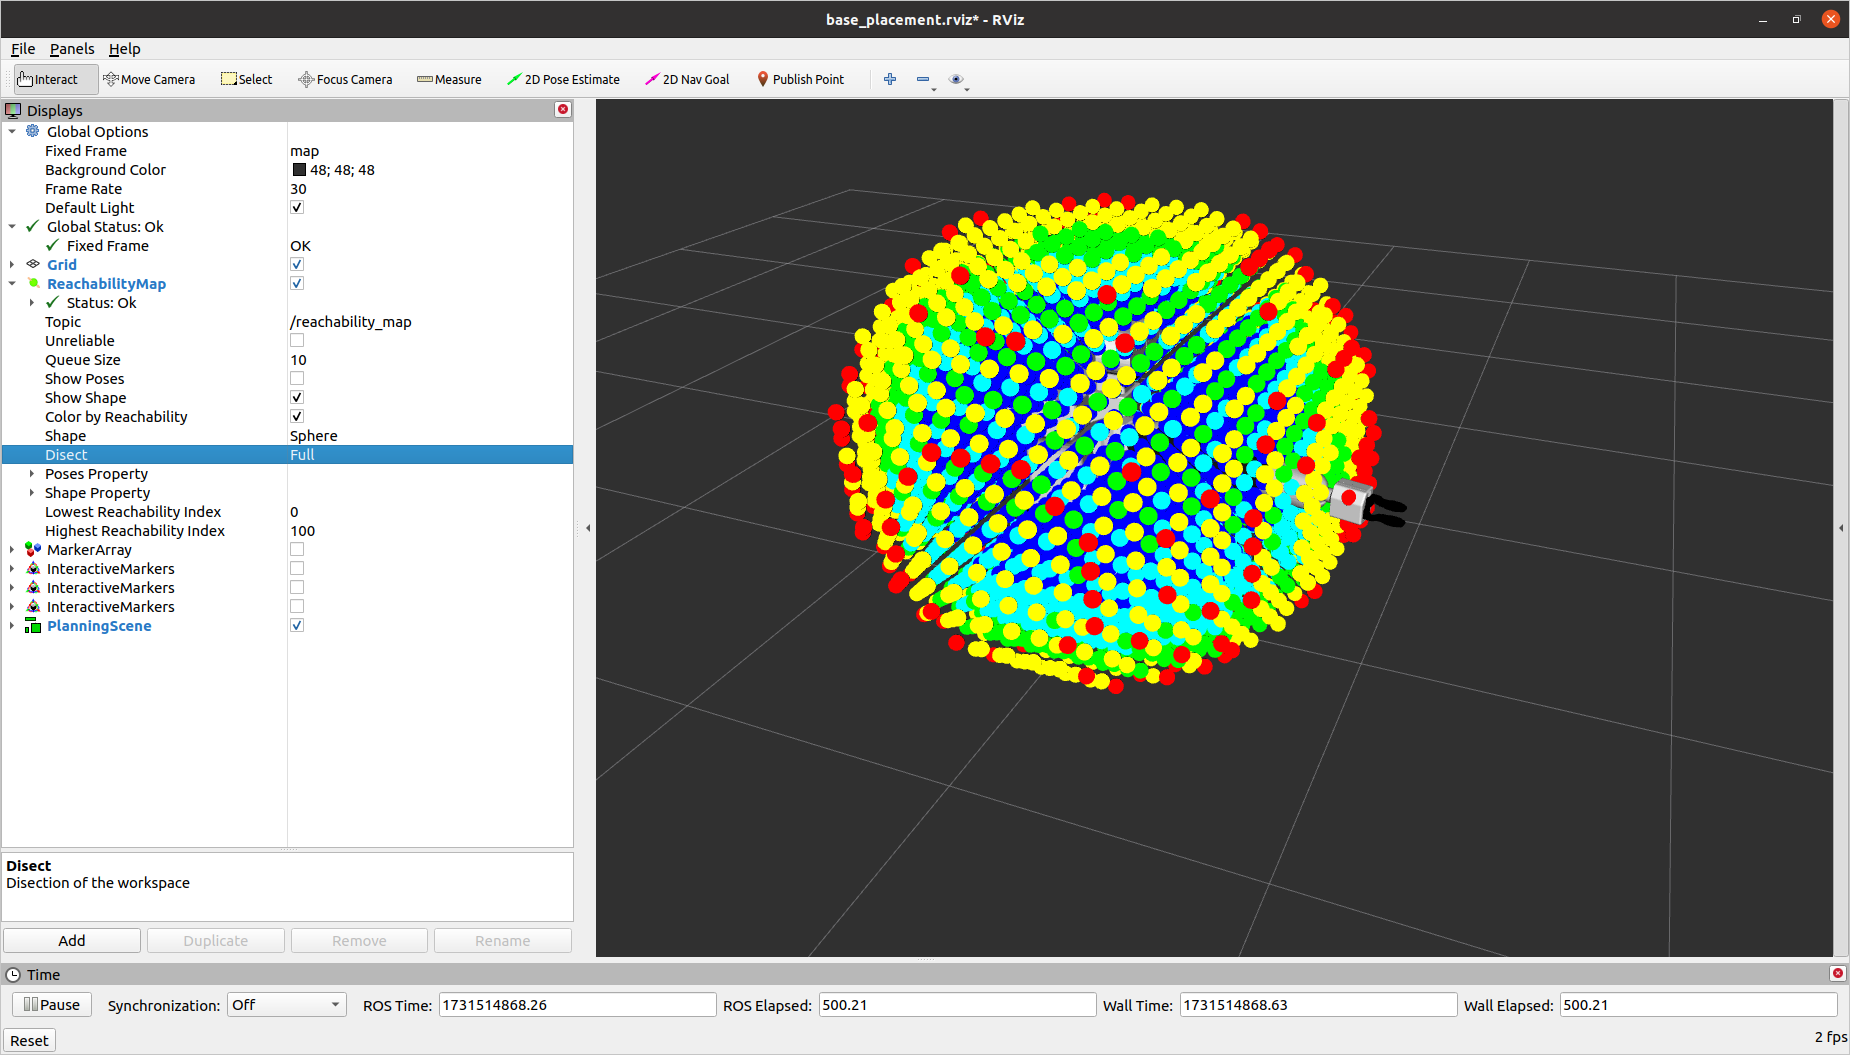 base_placement.rviz* - RViz
File Panels Help
Interact Move Camera Select Focus Camera Measure 2D Pose Estimate 2D Nav Goal Publish Point
Displays
Global Options
Fixed Frame map
Background Color 48; 48; 48
Frame Rate 30
Default Light
Global Status: Ok
Fixed Frame OK
Grid
ReachabilityMap
Status: Ok
Topic /reachability_map
Unreliable
Queue Size 10
Show Poses
Show Shape
Color by Reachability
Shape Sphere
Disect Full
Poses Property
Shape Property
Lowest Reachability Index 0
Highest Reachability Index 100
MarkerArray
InteractiveMarkers
InteractiveMarkers
InteractiveMarkers
PlanningScene
Disect
Disection of the workspace
Add Duplicate Remove Rename
Time
Pause Synchronization: Off ROS Time: 1731514868.26 ROS Elapsed: 500.21 Wall Time: 1731514868.63 Wall Elapsed: 500.21
Reset 2 fps